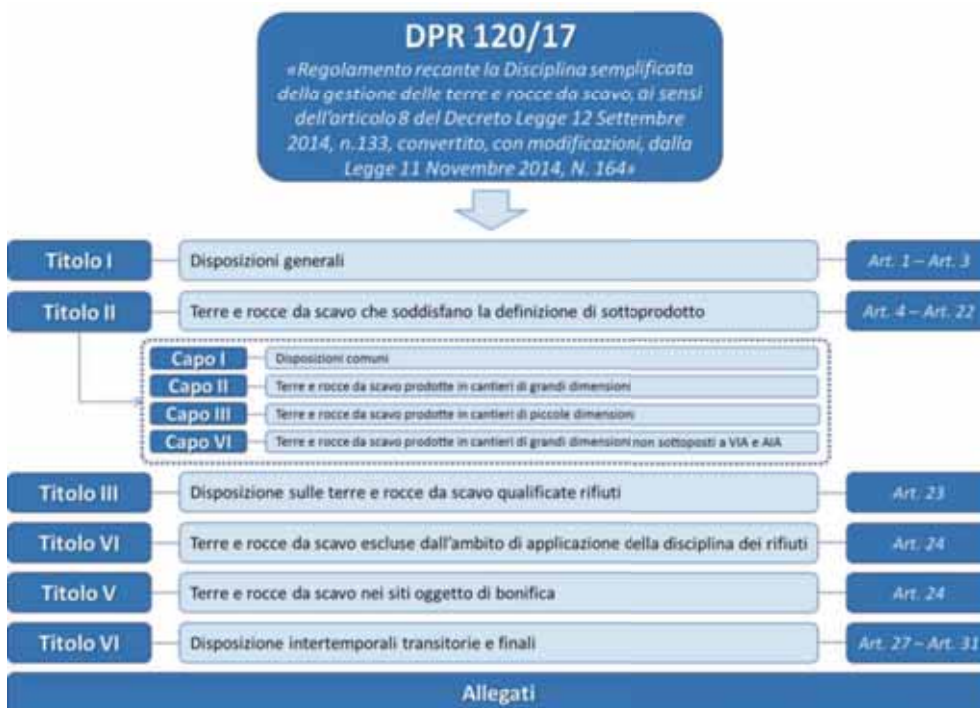 DPR 120/17
«Regolamento recante la Disciplina semplificata
della gestione delle terre e rocce da scavo, ai sensi
dell'articolo 8 del Decreto Legge 12 Settembre
2014, n.133, convertito, con modificazioni, dalla
Legge 11 Novembre 2014, N. 164»
Titolo I Disposizioni generali Art. 1 – Art. 3
Titolo II Terre e rocce da scavo che soddisfano la definizione di sottoprodotto Art. 4 – Art. 22
Capo I Disposizioni comuni
Capo II Terre e rocce da scavo prodotte in cantieri di grandi dimensioni
Capo III Terre e rocce da scavo prodotte in cantieri di piccole dimensioni
Capo VI Terre e rocce da scavo prodotte in cantieri di grandi dimensioni non sottoposti a VIA e AIA
Titolo III Disposizione sulle terre e rocce da scavo qualificate rifiuti Art. 23
Titolo VI Terre e rocce da scavo escluse dall'ambito di applicazione della disciplina dei rifiuti Art. 24
Titolo V Terre e rocce da scavo nei siti oggetto di bonifica Art. 24
Titolo VI Disposizione intertemporali transitorie e finali Art. 27 – Art. 31
Allegati